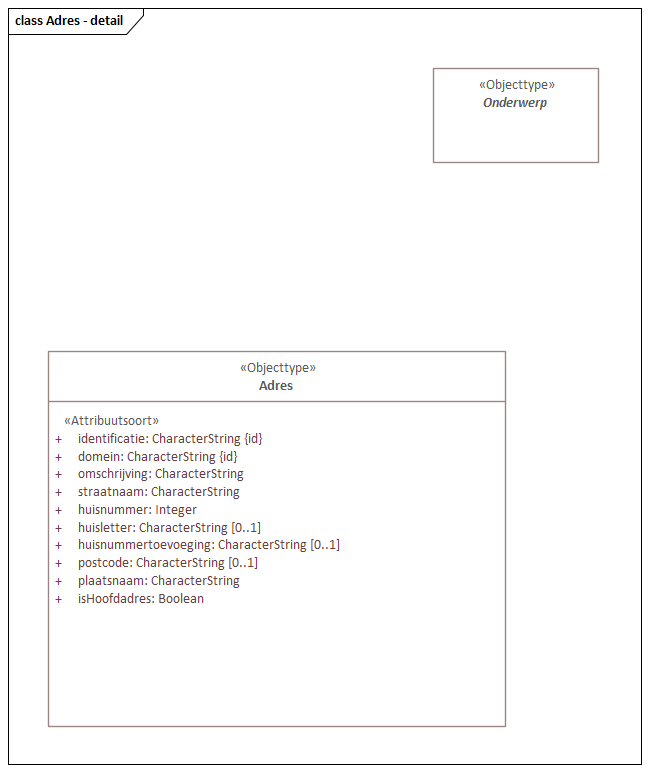 class Adres - detail
«Objecttype»
Onderwerp
«Objecttype»
Adres
«Attribuutsoort»
+ identificatie: CharacterString {id}
+ domein: CharacterString {id}
+ omschrijving: CharacterString
+ straatnaam: CharacterString
+ huisnummer: Integer
+ huisletter: CharacterString [0..1]
+ huisnummertoevoeging: CharacterString [0..1]
+ postcode: CharacterString [0..1]
+ plaatsnaam: CharacterString
+ isHoofdadres: Boolean